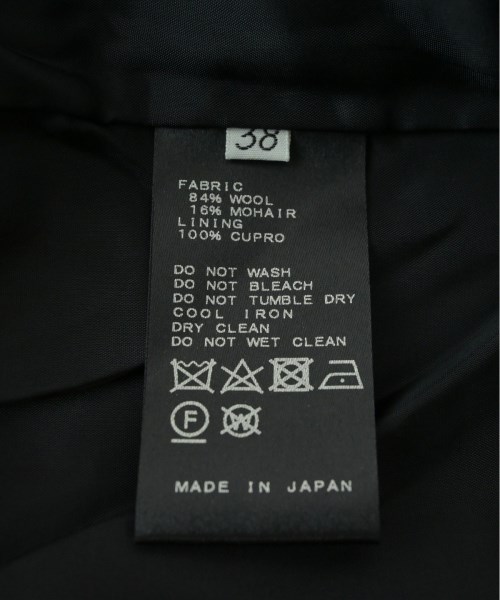 38
FABRIC
84% WOOL
16% MOHAIR
LINING
100% CUPRO
DO NOT WASH
DO NOT BLEACH
DO NOT TUMBLE DRY
COOL IRON
DRY CLEAN
DO NOT WET CLEAN
F W
MADE IN JAPAN